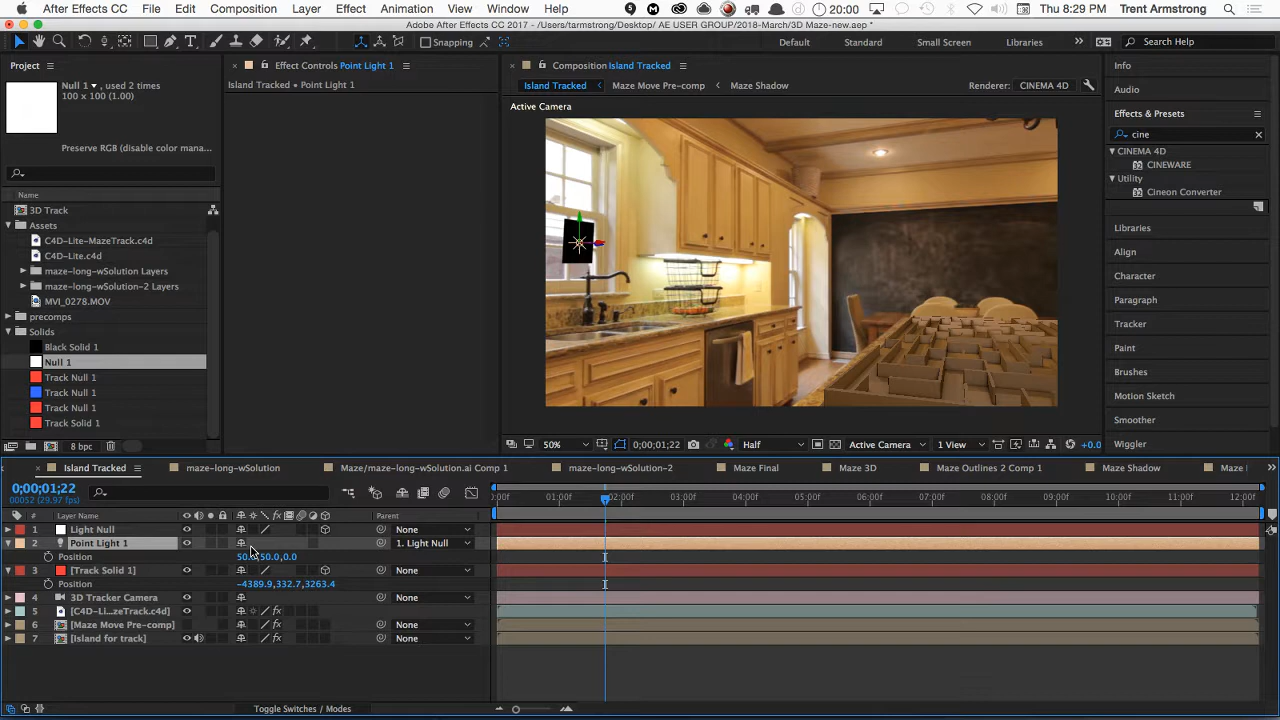 After Effects CC File Edit Composition Layer Effect Animation View Window Help 20:00 Thu 8:29 PM Trent Armstrong
Adobe After Effects CC 2017 - /Users/tarmstrong/Desktop/ AE USER GROUP/2018-March/3D Maze-new.aep *
Snapping Default Standard Small Screen Libraries Search Help
Project
Null 1 , used 2 times
100 x 100 (1.00)
Preserve RGB (disable color mana...
Name
3D Track
Assets
C4D-Lite-MazeTrack.c4d
C4D-Lite.c4d
maze-long-wSolution Layers
maze-long-wSolution-2 Layers
MVI_0278.MOV
precomps
Solids
Black Solid 1
Null 1
Track Null 1
Track Null 1
Track Null 1
Track Solid 1
8 bpc
Effect Controls Point Light 1
Island Tracked • Point Light 1
Composition Island Tracked
Island Tracked Maze Move Pre-comp Maze Shadow Renderer: CINEMA 4D
Active Camera
50% 0;00;01;22 Half Active Camera 1 View +0.0
Info
Audio
Effects & Presets
cine
CINEMA 4D
CINEWARE
Utility
Cineon Converter
Libraries
Align
Character
Paragraph
Tracker
Paint
Brushes
Motion Sketch
Smoother
Wiggler
Island Tracked maze-long-wSolution Maze/maze-long-wSolution.ai Comp 1 maze-long-wSolution-2 Maze Final Maze 3D Maze Outlines 2 Comp 1 Maze Shadow Maze
0;00;01;22
00052 (29.97 fps)
:00f 01:00f 02:00f 03:00f 04:00f 05:00f 06:00f 07:00f 08:00f 09:00f 10:00f 11:00f 12:00f
# Layer Name Parent
1 Light Null None
2 Point Light 1 1. Light Null
Position 50.0,50.0,0.0
3 [Track Solid 1] None
Position -4389.9,332.7,3263.4
4 3D Tracker Camera None
5 [C4D-Li...zeTrack.c4d] None
6 [Maze Move Pre-comp] None
7 [Island for track] None
Toggle Switches / Modes